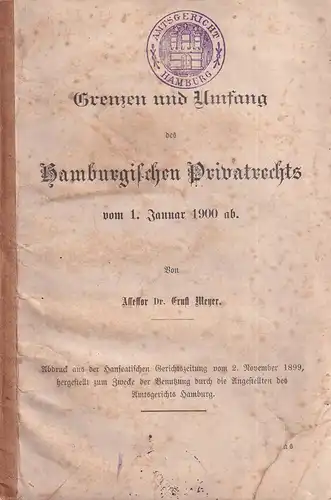 AMTSGERICHT
HAMBURG
Grenzen und Umfang
des
Hamburgischen Privatrechts
vom 1. Januar 1900 ab.
Von
Assessor Dr. Ernst Meyer.
Abdruck aus der Hanseatischen Gerichtszeitung vom 2. November 1899,
hergestellt zum Zwecke der Benutzung durch die Angestellten des
Amtsgerichts Hamburg.